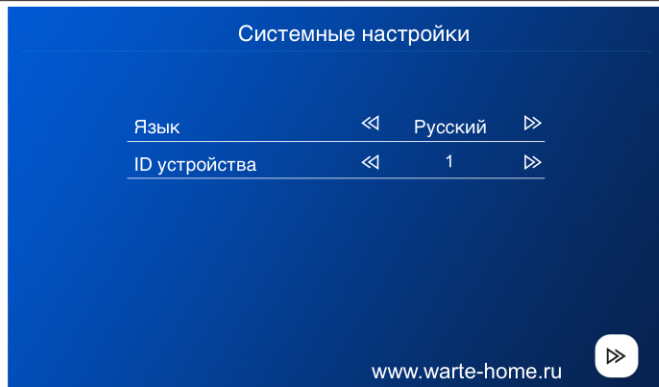 Системные настройки
Язык Русский
ID устройства 1
www.warte-home.ru